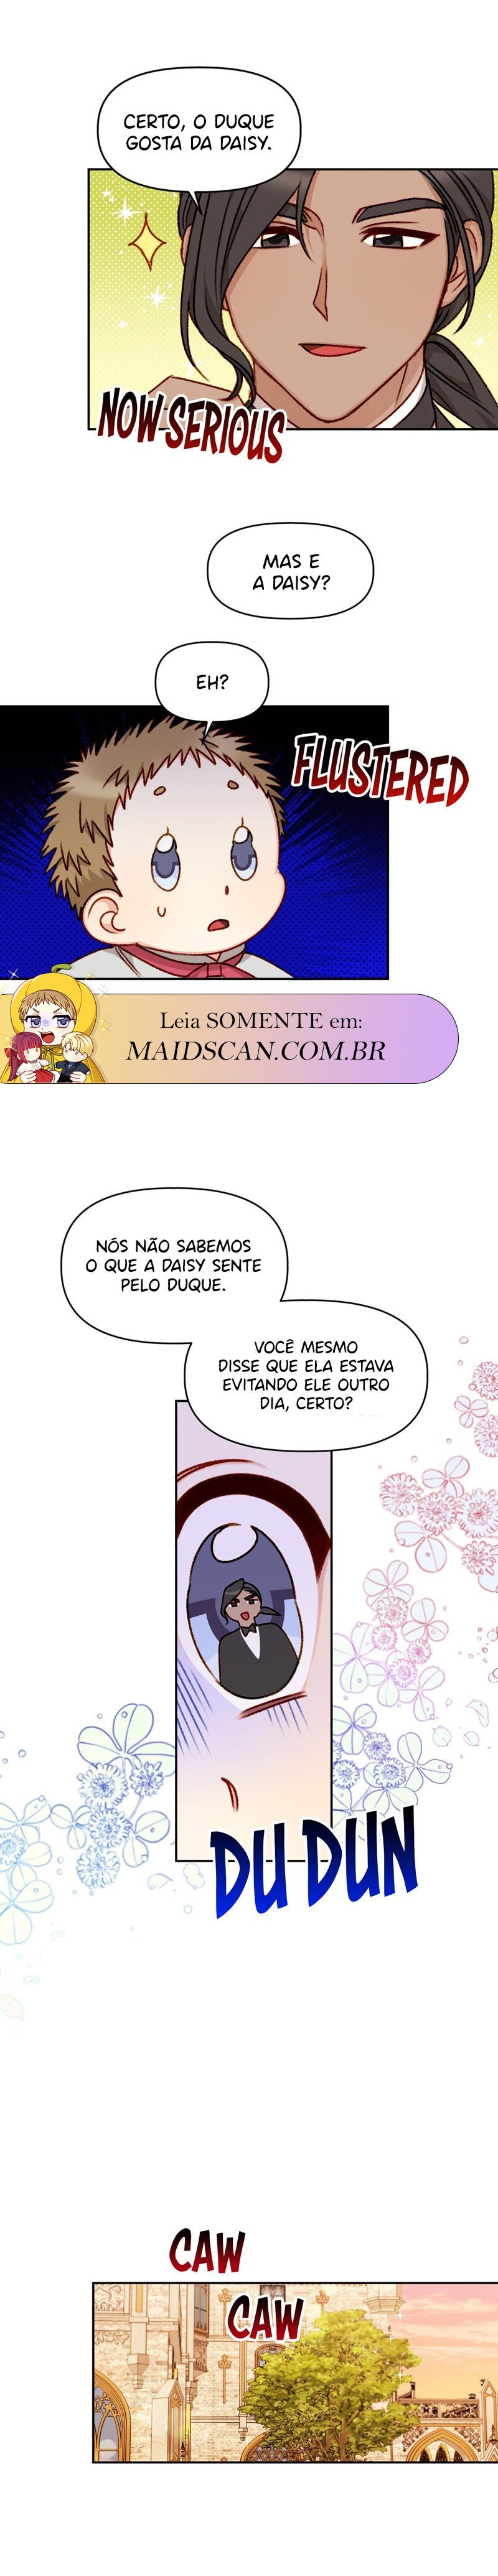 CERTO, O DUQUE
GOSTA DA DAISY.
NOW SERIOUS
MAS E
A DAISY?
EH?
FLUSTERED
Leia SOMENTE em:
MAIDSCAN.COM.BR
NÓS NÃO SABEMOS
O QUE A DAISY SENTE
PELO DUQUE.
VOCÊ MESMO
DISSE QUE ELA ESTAVA
EVITANDO ELE OUTRO
DIA, CERTO?
DU DUN
CAW
CAW